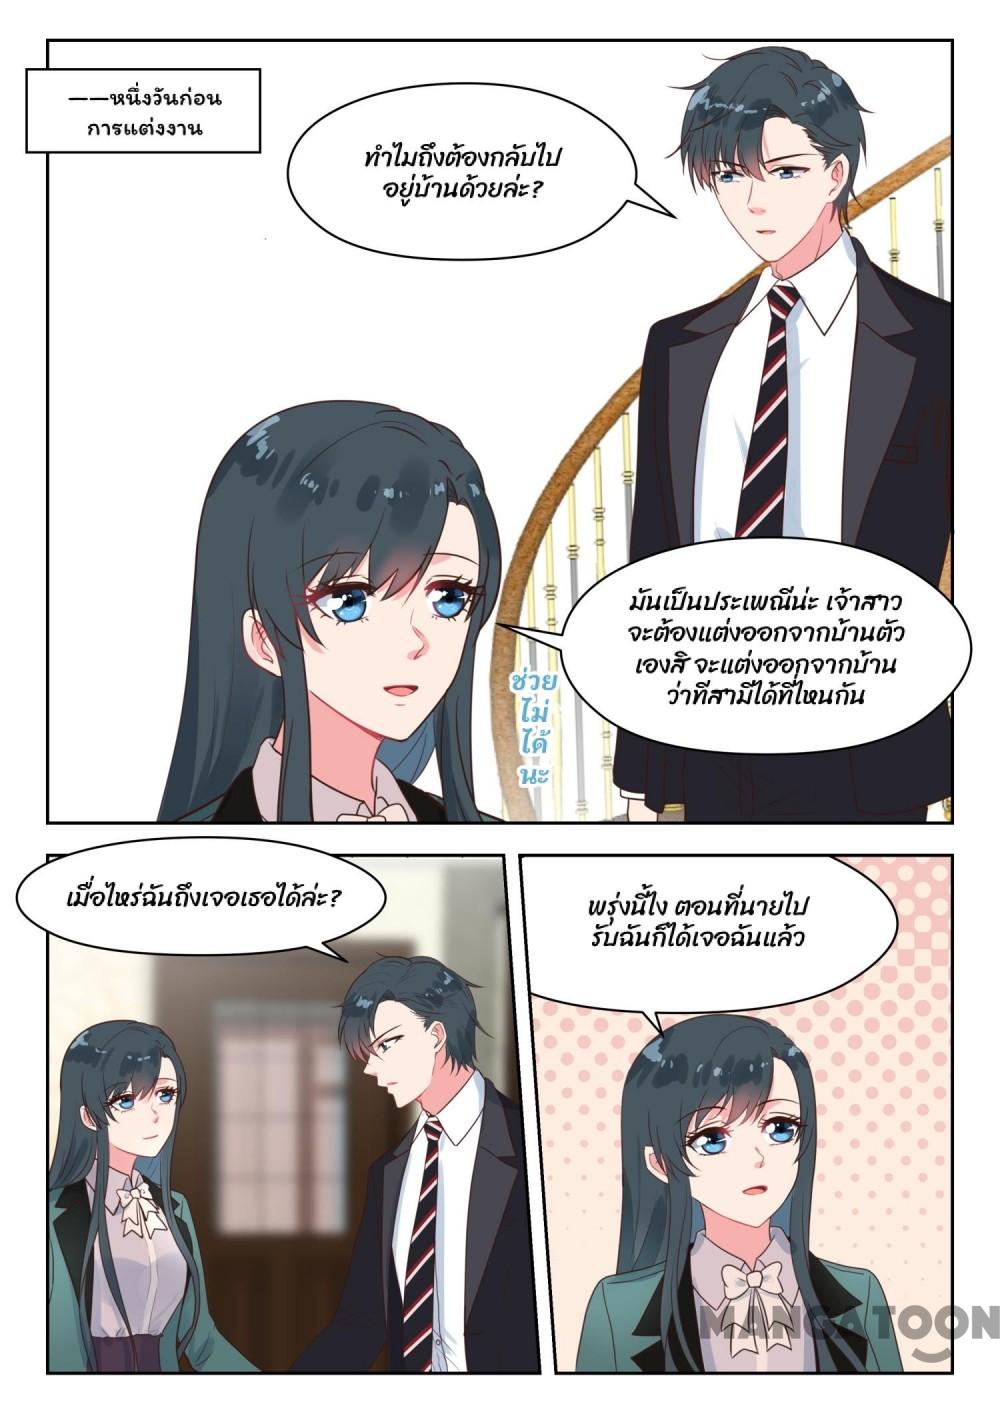 ——หนึ่งวันก่อน
การแต่งงาน
ทำไมถึงต้องกลับไป
อยู่บ้านด้วยล่ะ?
มันเป็นประเพณีน่ะ เจ้าสาว
จะต้องแต่งออกจากบ้านตัว
เองสิ จะแต่งออกจากบ้าน
ว่าทีสามีได้ที่ไหนกัน
ช่วย
ไม่
ได้
นะ
เมื่อไหร่ฉันถึงเจอเธอได้ล่ะ?
พรุ่งนี้ไง ตอนที่นายไป
รับฉันก็ได้เจอฉันแล้ว
MANGATOON